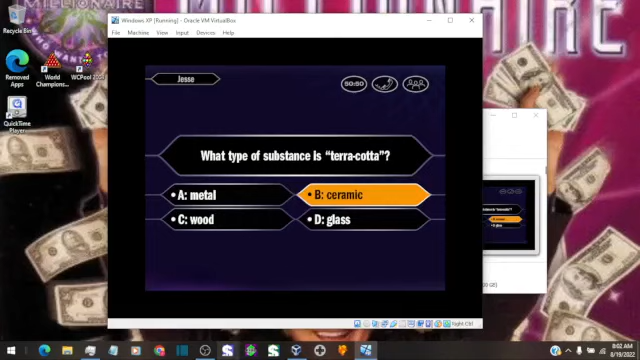 MILLIONAIRE
Recycle Bin
Removed Apps
World Champions...
WCPool 2004
QuickTime Player
Windows XP [Running] - Oracle VM VirtualBox
File Machine View Input Devices Help
Jesse
50:50
What type of substance is “terra-cotta”?
• A: metal
• B: ceramic
• C: wood
• D: glass
Right Ctrl
9:02 AM
8/19/2022